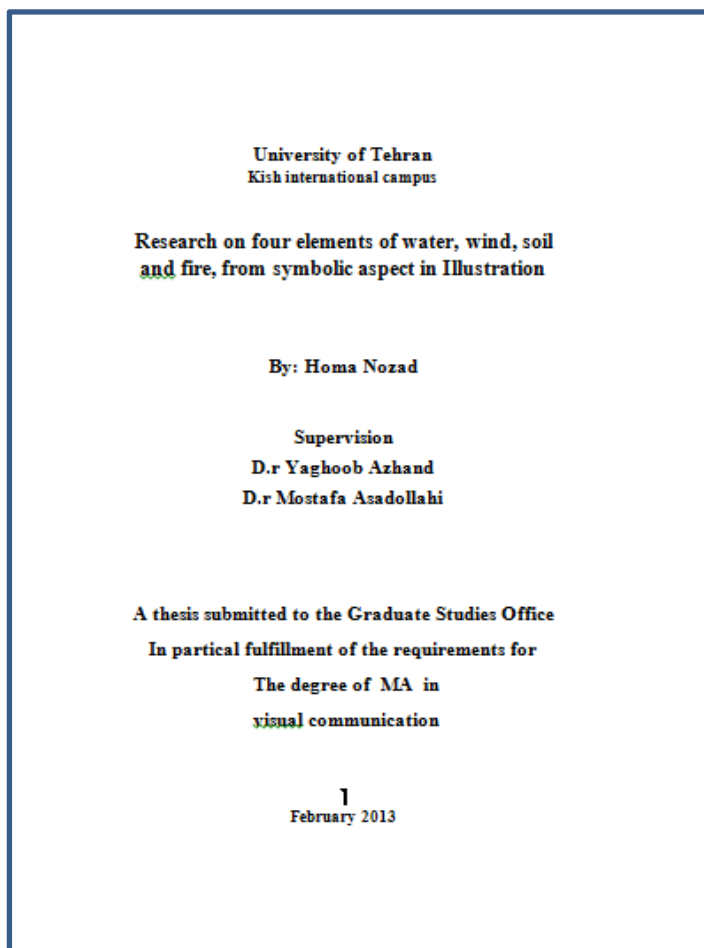 University of Tehran
Kish international campus
Research on four elements of water, wind, soil
and fire, from symbolic aspect in Illustration
By: Homa Nozad
Supervision
D.r Yaghoob Azhand
D.r Mostafa Asadollahi
A thesis submitted to the Graduate Studies Office
In partical fulfillment of the requirements for
The degree of MA in
visual communication
1
February 2013